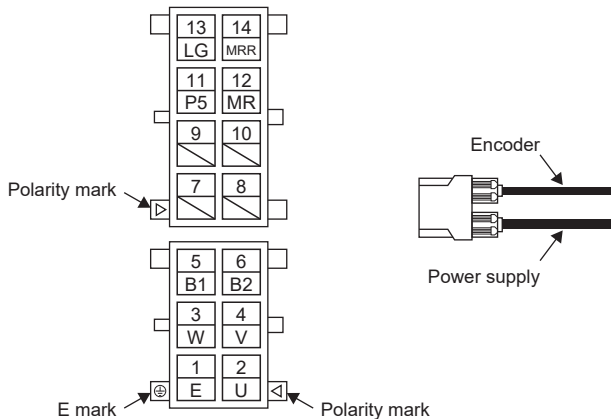 13 14
LG MRR
11 12
P5 MR
9 10
Encoder
Polarity mark
7 8
Power supply
5 6
B1 B2
3 4
W V
1 2
E U
E mark
Polarity mark